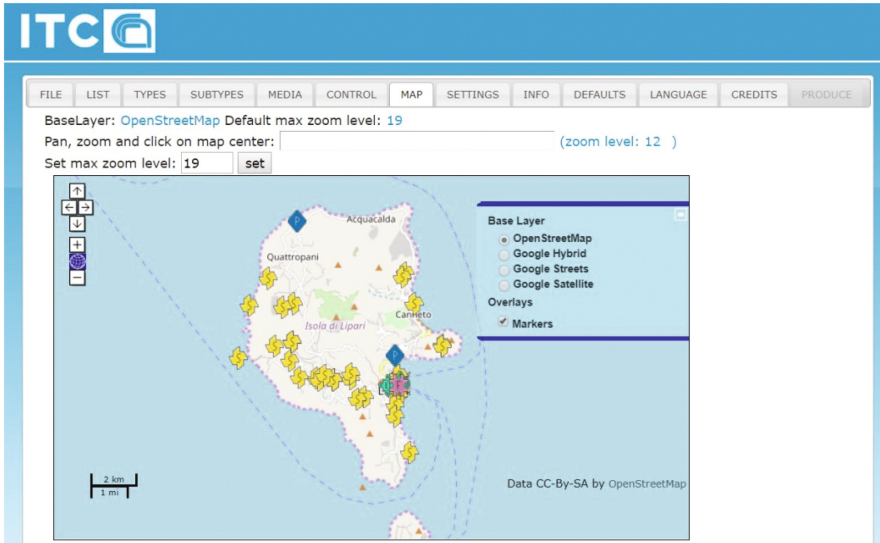 ITC
FILE LIST TYPES SUBTYPES MEDIA CONTROL MAP SETTINGS INFO DEFAULTS LANGUAGE CREDITS PRODUCE
BaseLayer: OpenStreetMap Default max zoom level: 19
Pan, zoom and click on map center: (zoom level: 12 )
Set max zoom level: 19 set
P
Acquacalda
Quattropani
Isola di Lipari
Canneto
P
F
Base Layer
OpenStreetMap
Google Hybrid
Google Streets
Google Satellite
Overlays
Markers
2 km
1 mi
Data CC-By-SA by OpenStreetMap